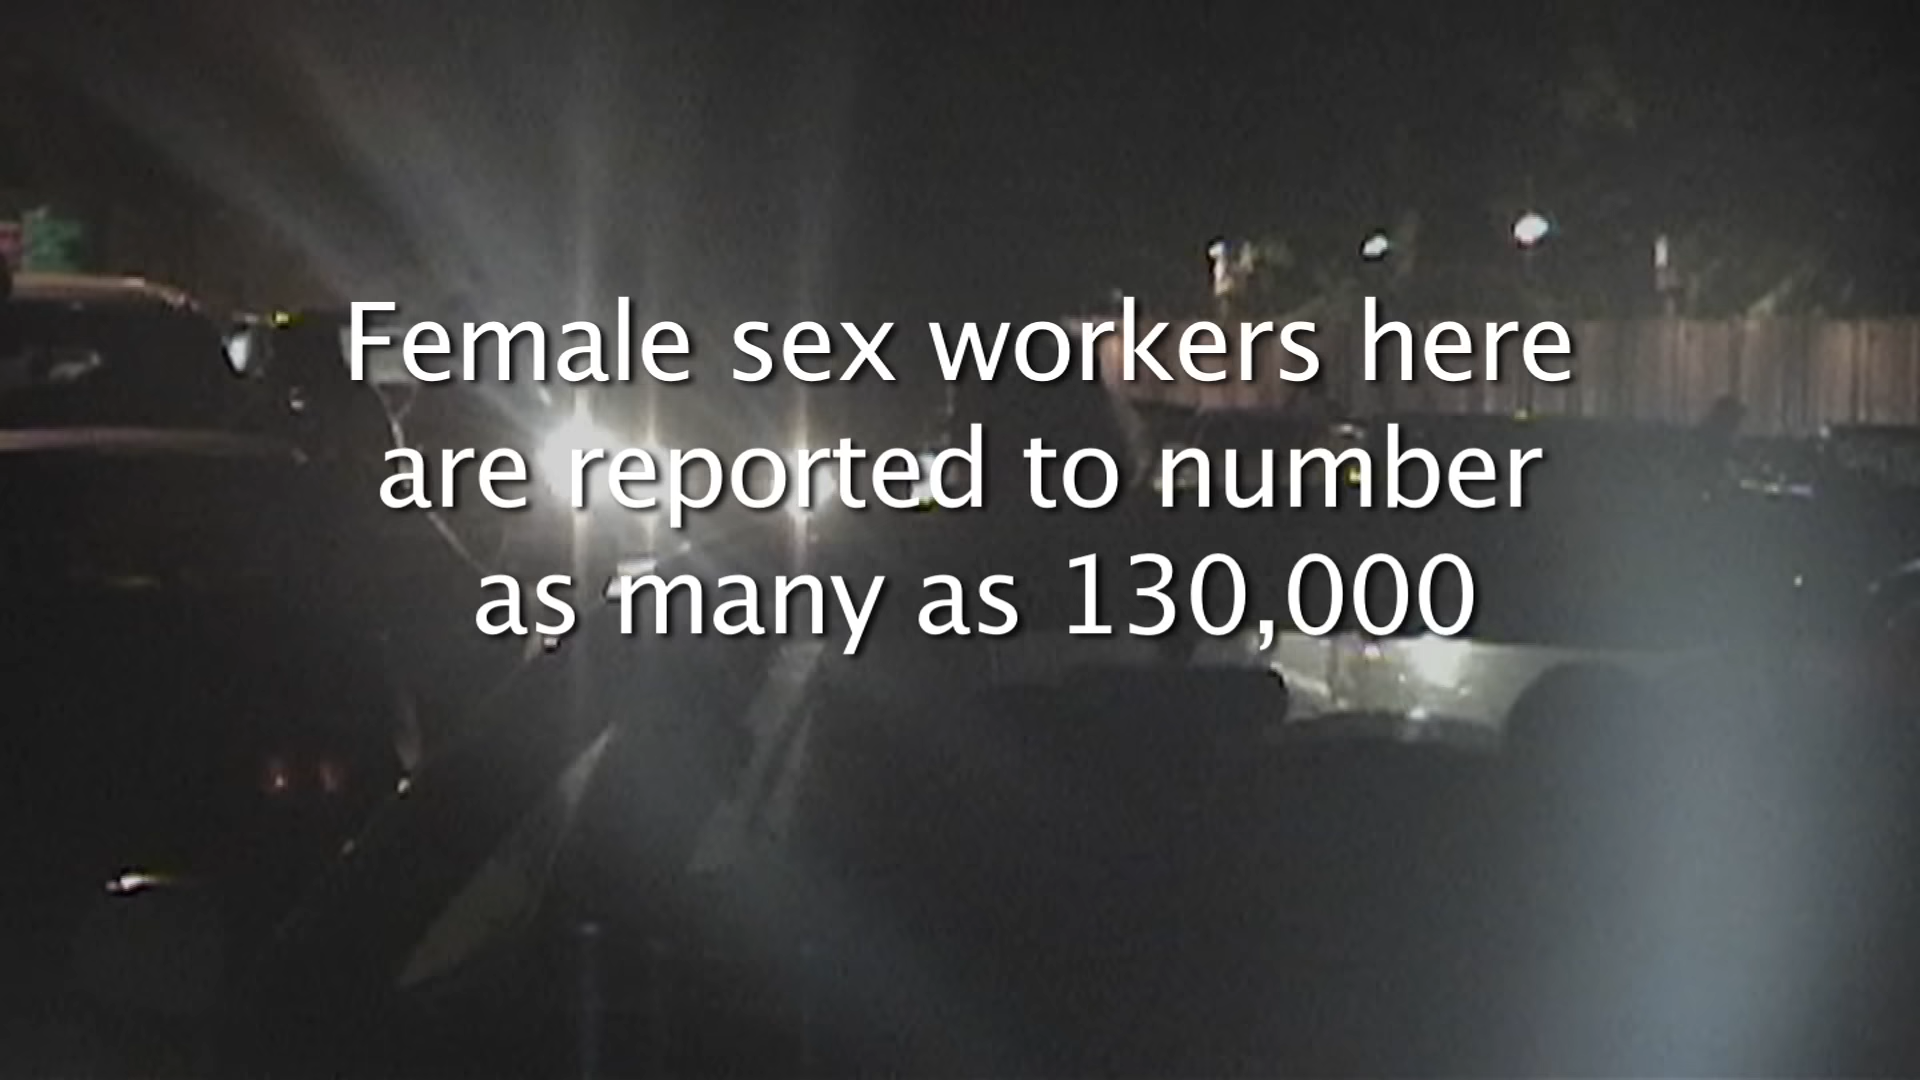 Female sex workers here
are reported to number
as many as 130,000